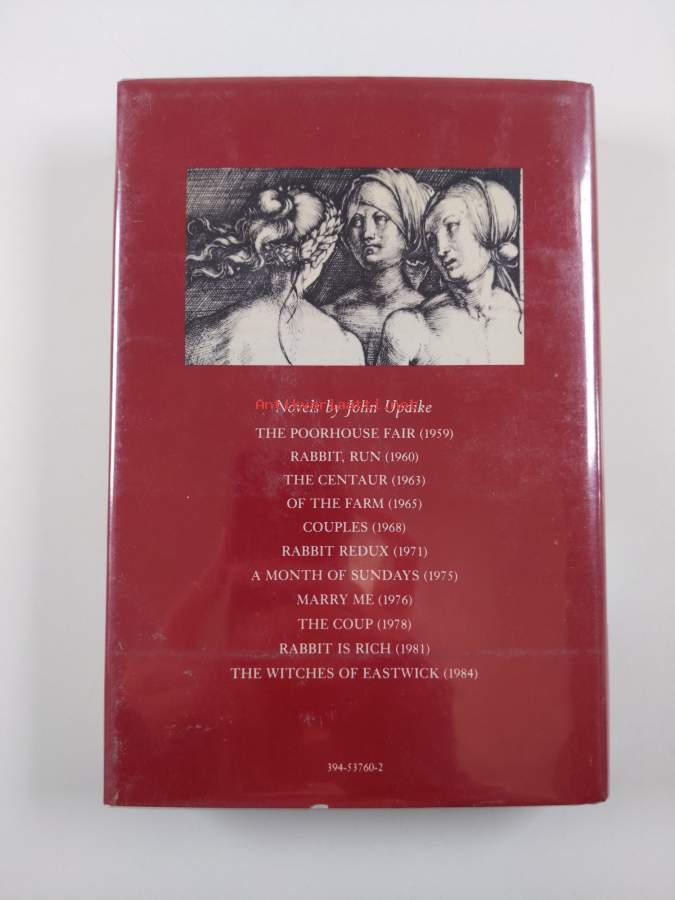 Novels by John Updike
THE POORHOUSE FAIR (1959)
RABBIT, RUN (1960)
THE CENTAUR (1963)
OF THE FARM (1965)
COUPLES (1968)
RABBIT REDUX (1971)
A MONTH OF SUNDAYS (1975)
MARRY ME (1976)
THE COUP (1978)
RABBIT IS RICH (1981)
THE WITCHES OF EASTWICK (1984)
394-53760-2